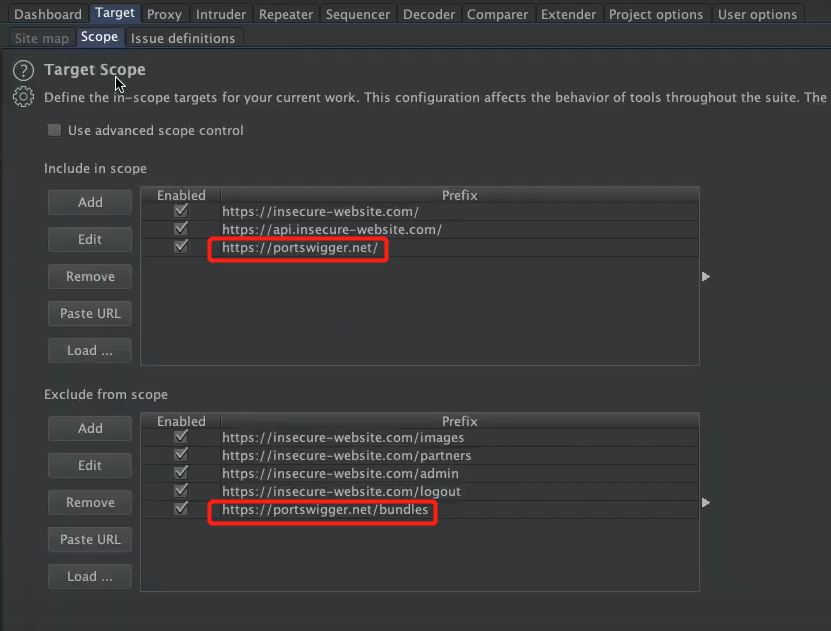 Dashboard Target Proxy Intruder Repeater Sequencer Decoder Comparer Extender Project options User options
Site map Scope Issue definitions
Target Scope
Define the in-scope targets for your current work. This configuration affects the behavior of tools throughout the suite. The
Use advanced scope control
Include in scope
Add
Edit
Remove
Paste URL
Load ...
Enabled Prefix
https://insecure-website.com/
https://api.insecure-website.com/
https://portswigger.net/
Exclude from scope
Add
Edit
Remove
Paste URL
Load ...
Enabled Prefix
https://insecure-website.com/images
https://insecure-website.com/partners
https://insecure-website.com/admin
https://insecure-website.com/logout
https://portswigger.net/bundles